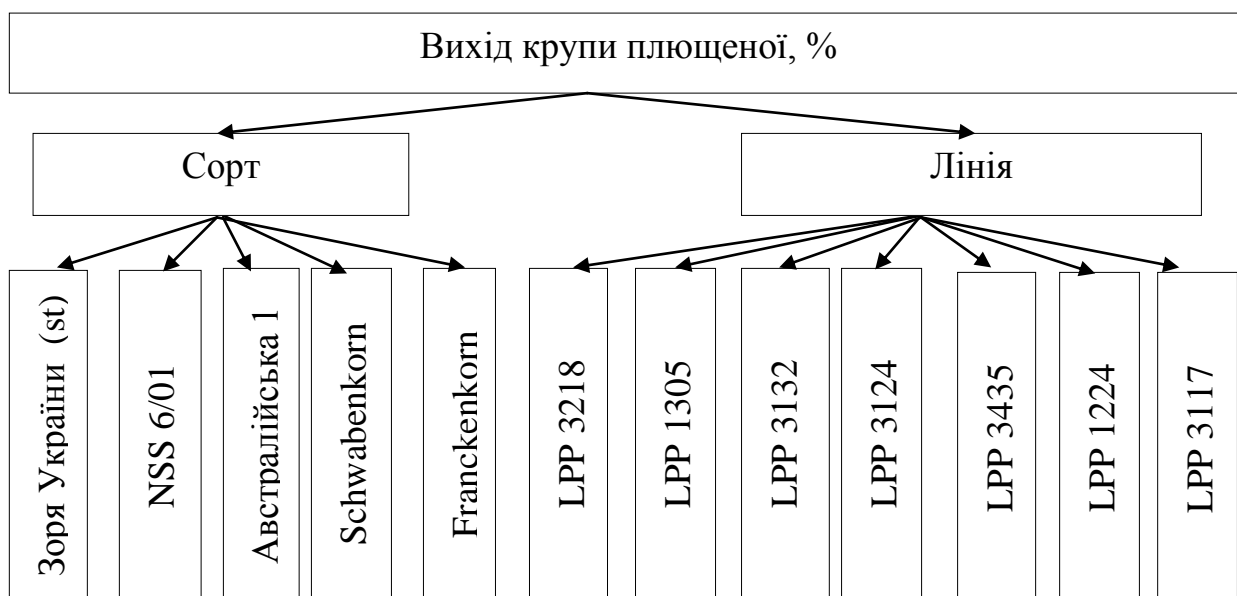 Вихід крупи плющеної, %
Сорт
Лінія
Зоря України (st)
NSS 6/01
Австралійська 1
Schwabenkorn
Franckenkorn
LPP 3218
LPP 1305
LPP 3132
LPP 3124
LPP 3435
LPP 1224
LPP 3117